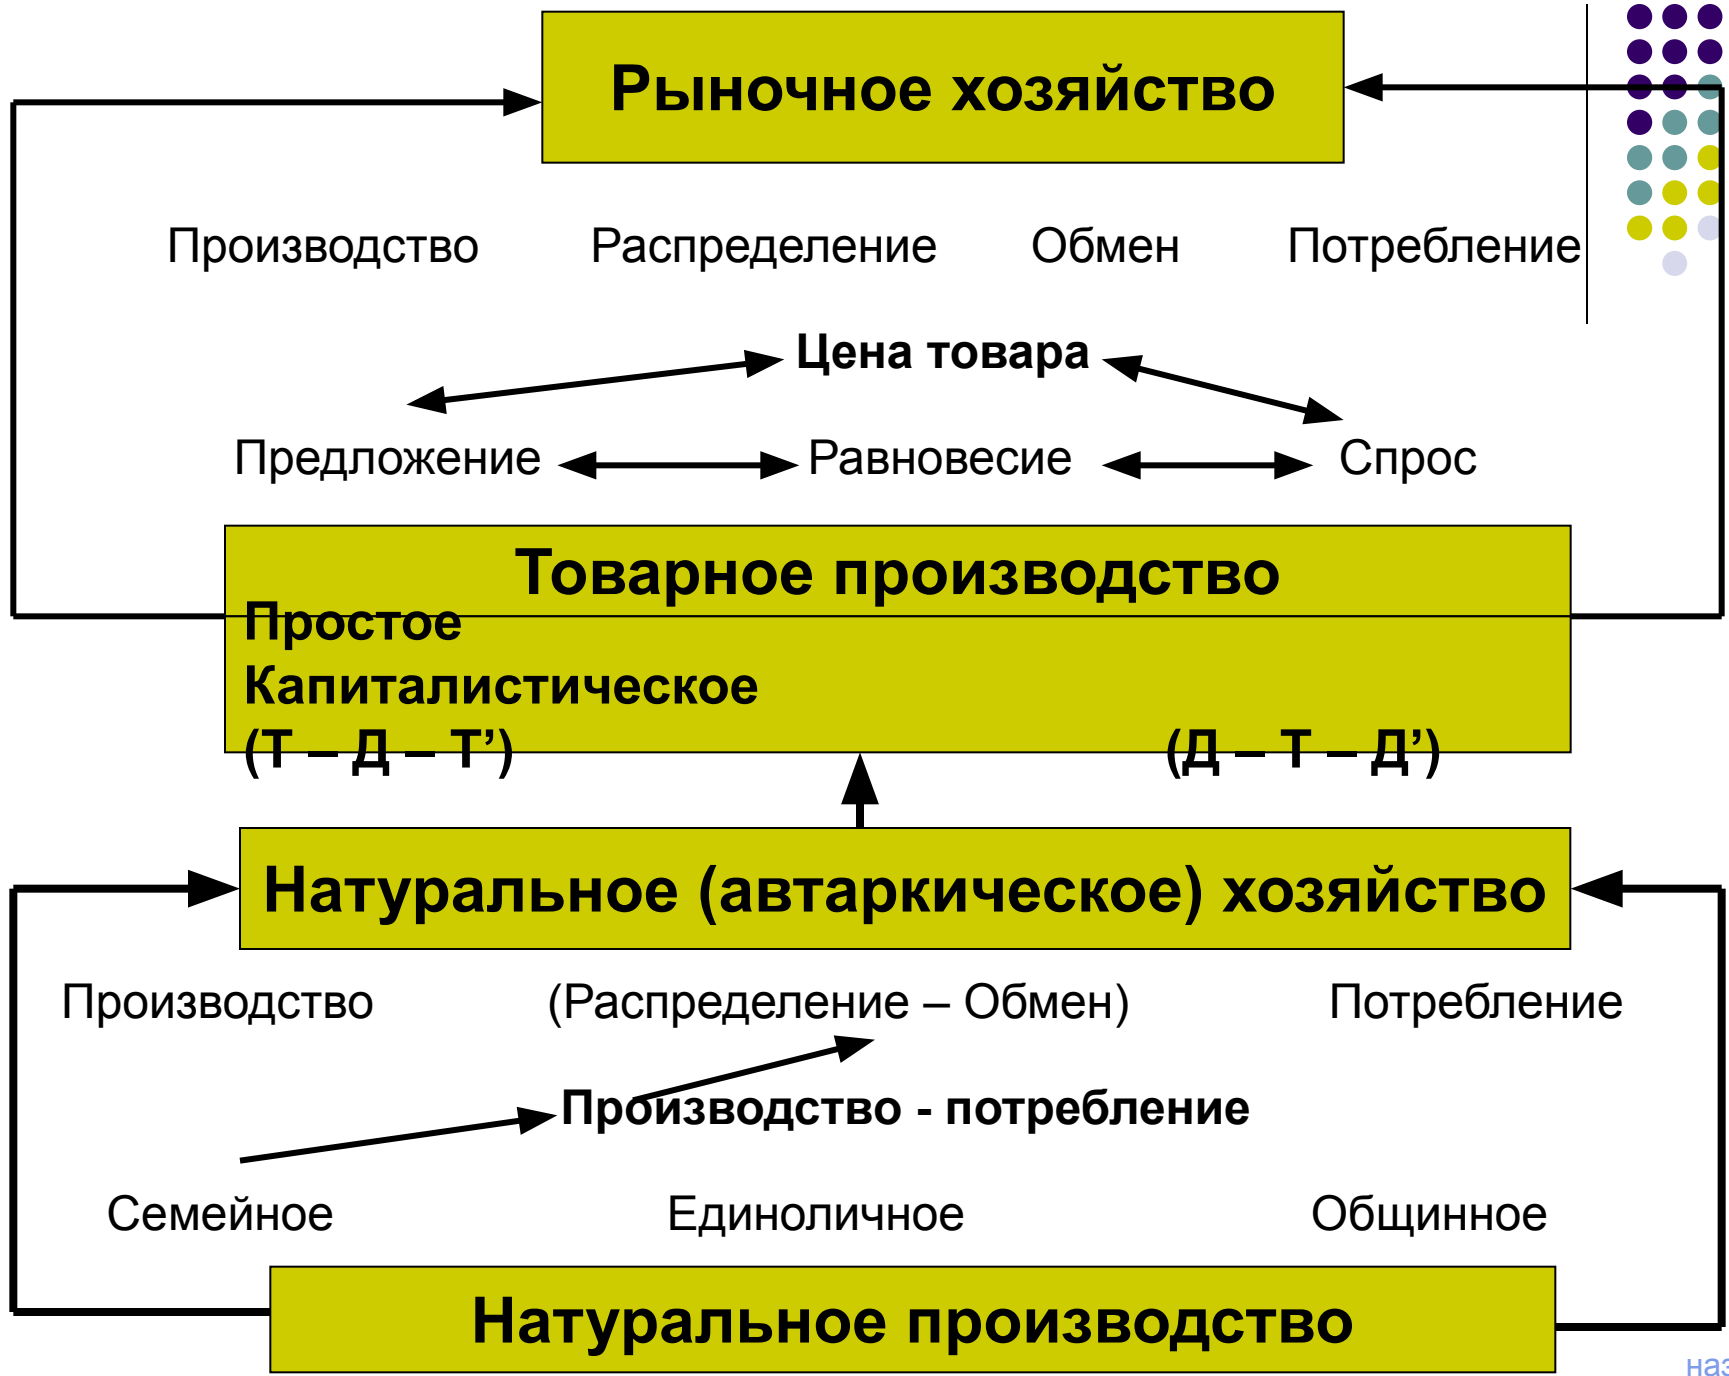 Рыночное хозяйство
Производство Распределение Обмен Потребление
Цена товара
Предложение Равновесие Спрос
Товарное производство
Простое
Капиталистическое
(Т – Д – Т’) (Д – Т – Д’)
Натуральное (автаркическое) хозяйство
Производство (Распределение – Обмен) Потребление
Производство - потребление
Семейное Единоличное Общинное
Натуральное производство